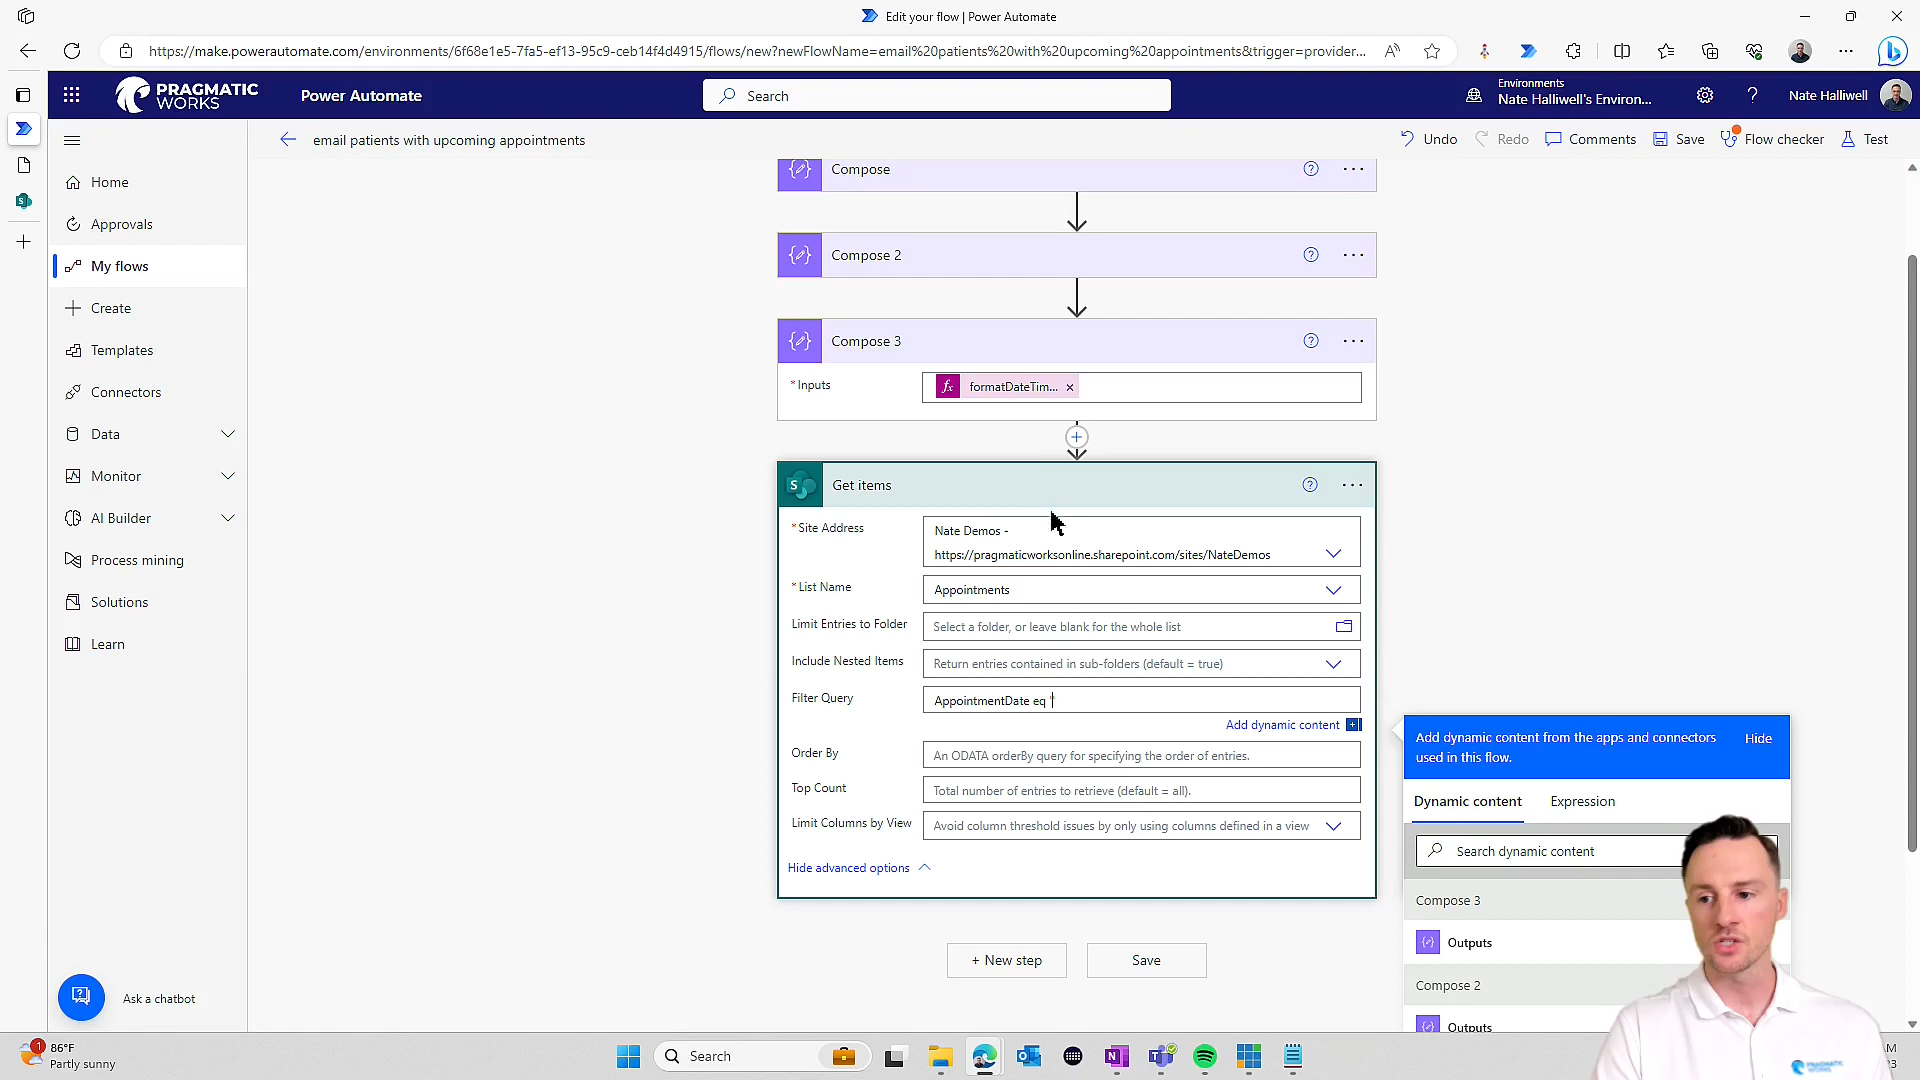 Edit your flow | Power Automate
https://make.powerautomate.com/environments/6f68e1e5-7fa5-ef13-95c9-ceb14f4d4915/flows/new?newFlowName=email%20patients%20with%20upcoming%20appointments&trigger=provider...
PRAGMATIC
WORKS
Power Automate
Search
Environments
Nate Halliwell's Environ...
Nate Halliwell
email patients with upcoming appointments
Undo
Redo
Comments
Save
Flow checker
Test
Home
Approvals
My flows
Create
Templates
Connectors
Data
Monitor
AI Builder
Process mining
Solutions
Learn
Ask a chatbot
Compose
Compose 2
Compose 3
* Inputs
formatDateTim...
Get items
* Site Address
Nate Demos -
https://pragmaticworksonline.sharepoint.com/sites/NateDemos
* List Name
Appointments
Limit Entries to Folder
Select a folder, or leave blank for the whole list
Include Nested Items
Return entries contained in sub-folders (default = true)
Filter Query
AppointmentDate eq '
Add dynamic content
Order By
An ODATA orderBy query for specifying the order of entries.
Top Count
Total number of entries to retrieve (default = all).
Limit Columns by View
Avoid column threshold issues by only using columns defined in a view
Hide advanced options
+ New step
Save
Add dynamic content from the apps and connectors
used in this flow.
Hide
Dynamic content
Expression
Search dynamic content
Compose 3
Outputs
Compose 2
Outputs
1
86°F
Partly sunny
Search
PRAGMATIC